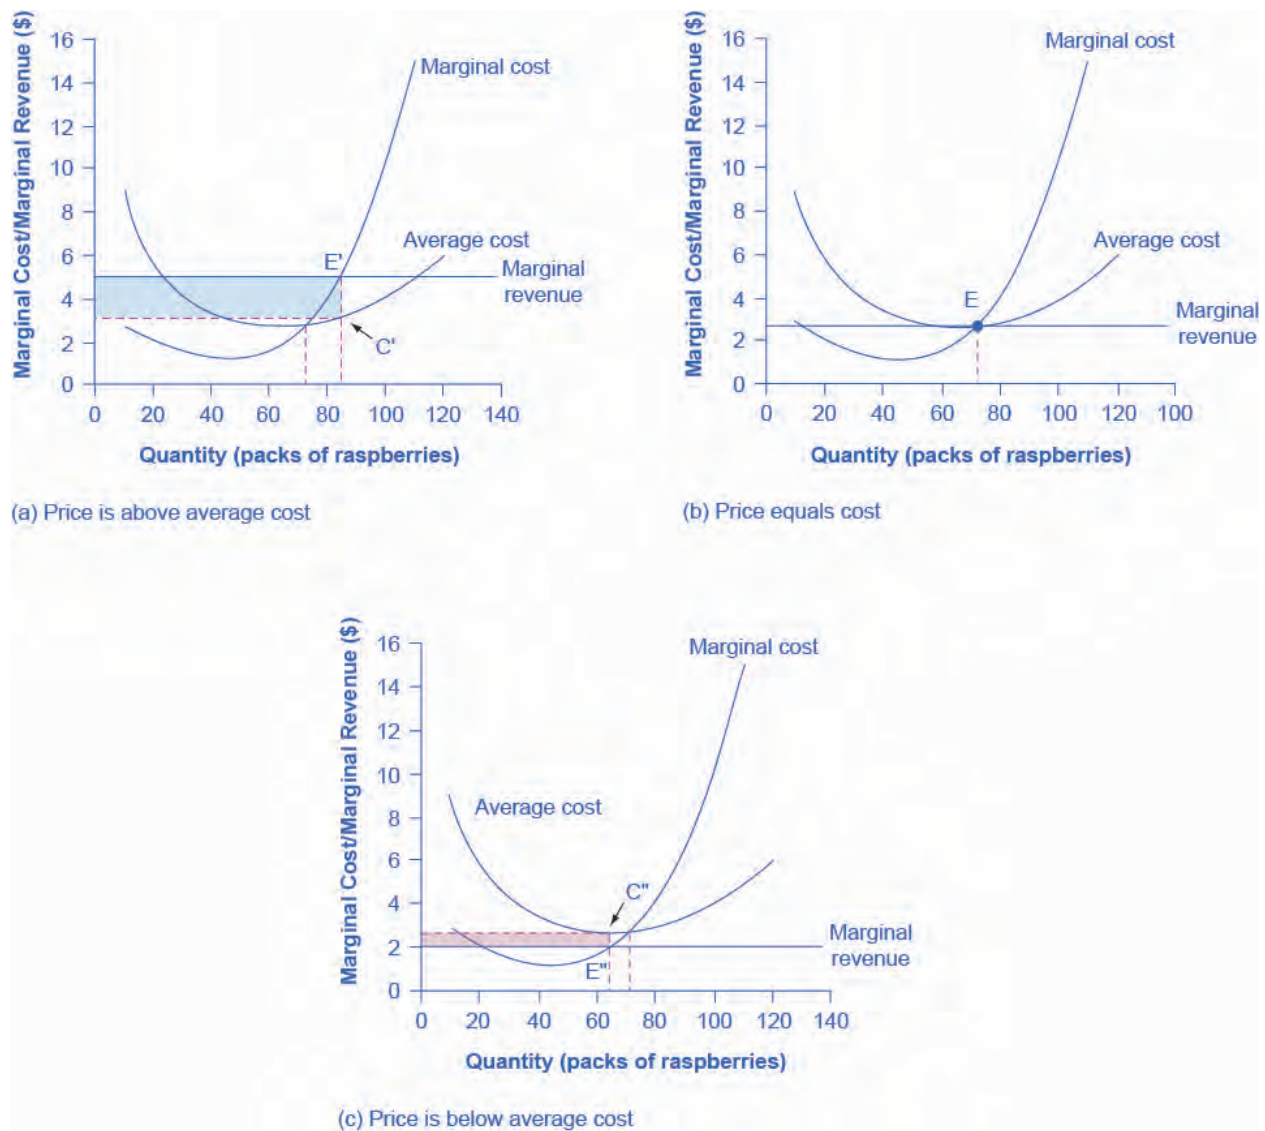 Marginal Cost/Marginal Revenue ($)
16
14
12
10
8
6
4
2
0
Marginal cost
Average cost
E'
Marginal
revenue
C'
0 20 40 60 80 100 120 140
Quantity (packs of raspberries)
(a) Price is above average cost
Marginal Cost/Marginal Revenue ($)
16
14
12
10
8
6
4
2
0
Marginal cost
Average cost
E
Marginal
revenue
0 20 40 60 80 100 120 100
Quantity (packs of raspberries)
(b) Price equals cost
Marginal Cost/Marginal Revenue ($)
16
14
12
10
8
6
4
2
0
Marginal cost
Average cost
C"
Marginal
revenue
E"
0 20 40 60 80 100 120 140
Quantity (packs of raspberries)
(c) Price is below average cost